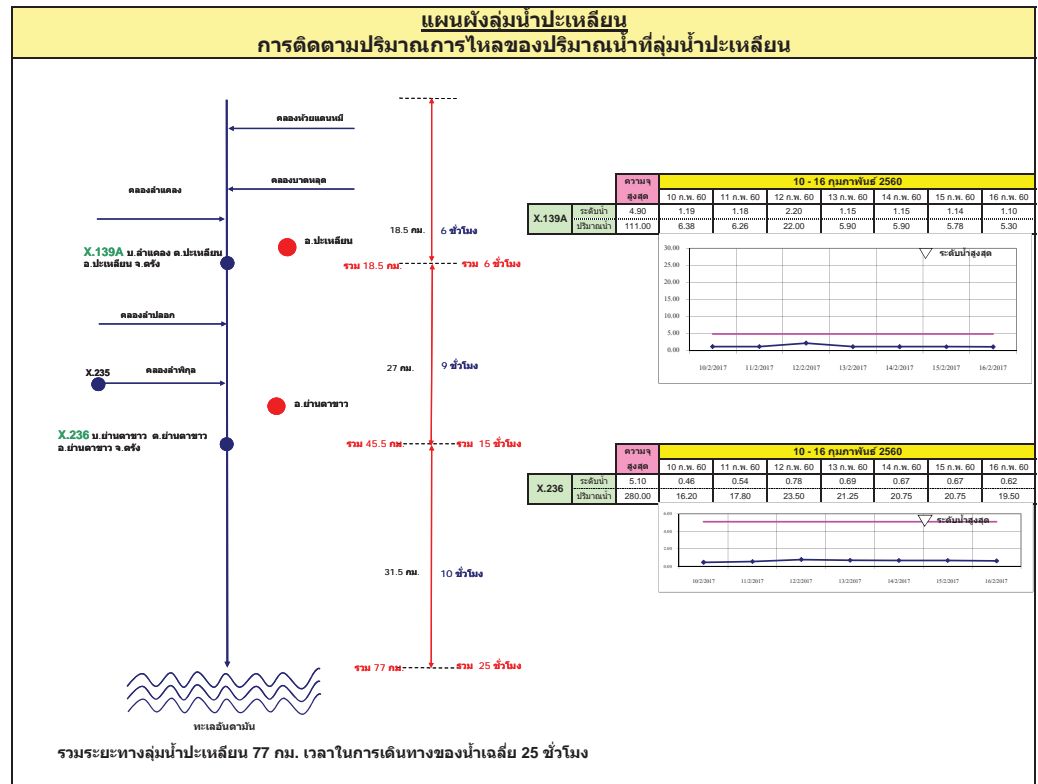 แผนผังลุ่มน้ำปะเหลียน
การติดตามปริมาณการไหลของปริมาณน้ำที่ลุ่มน้ำปะเหลียน
คลองห้วยแดนหมี
คลองบาดหลุด
คลองลำแคลง
อ.ปะเหลียน
18.5 กม.
6 ชั่วโมง
X.139A บ.ลำแคลง ต.ปะเหลียน
อ.ปะเหลียน จ.ตรัง
รวม 18.5 กม.
รวม 6 ชั่วโมง
คลองลำปลอก
27 กม.
9 ชั่วโมง
X.235
คลองลำพิกุล
อ.ย่านตาขาว
X.236 บ.ย่านตาขาว ต.ย่านตาขาว
อ.ย่านตาขาว จ.ตรัง
รวม 45.5 กม.
รวม 15 ชั่วโมง
31.5 กม.
10 ชั่วโมง
รวม 77 กม.
รวม 25 ชั่วโมง
ทะเลอันดามัน
รวมระยะทางลุ่มน้ำปะเหลียน 77 กม. เวลาในการเดินทางของน้ำเฉลี่ย 25 ชั่วโมง
ความจุ
สูงสุด
10 - 16 กุมภาพันธ์ 2560
10 ก.พ. 60 11 ก.พ. 60 12 ก.พ. 60 13 ก.พ. 60 14 ก.พ. 60 15 ก.พ. 60 16 ก.พ. 60
X.139A
ระดับน้ำ 4.90 1.19 1.18 2.20 1.15 1.15 1.14 1.10
ปริมาณน้ำ 111.00 6.38 6.26 22.00 5.90 5.90 5.78 5.30
ระดับน้ำสูงสุด
30.00
25.00
20.00
15.00
10.00
5.00
0.00
10/2/2017 11/2/2017 12/2/2017 13/2/2017 14/2/2017 15/2/2017 16/2/2017
ความจุ
สูงสุด
10 - 16 กุมภาพันธ์ 2560
10 ก.พ. 60 11 ก.พ. 60 12 ก.พ. 60 13 ก.พ. 60 14 ก.พ. 60 15 ก.พ. 60 16 ก.พ. 60
X.236
ระดับน้ำ 5.10 0.46 0.54 0.78 0.69 0.67 0.67 0.62
ปริมาณน้ำ 280.00 16.20 17.80 23.50 21.25 20.75 20.75 19.50
ระดับน้ำสูงสุด
6.00
4.00
2.00
0.00
10/2/2017 11/2/2017 12/2/2017 13/2/2017 14/2/2017 15/2/2017 16/2/2017